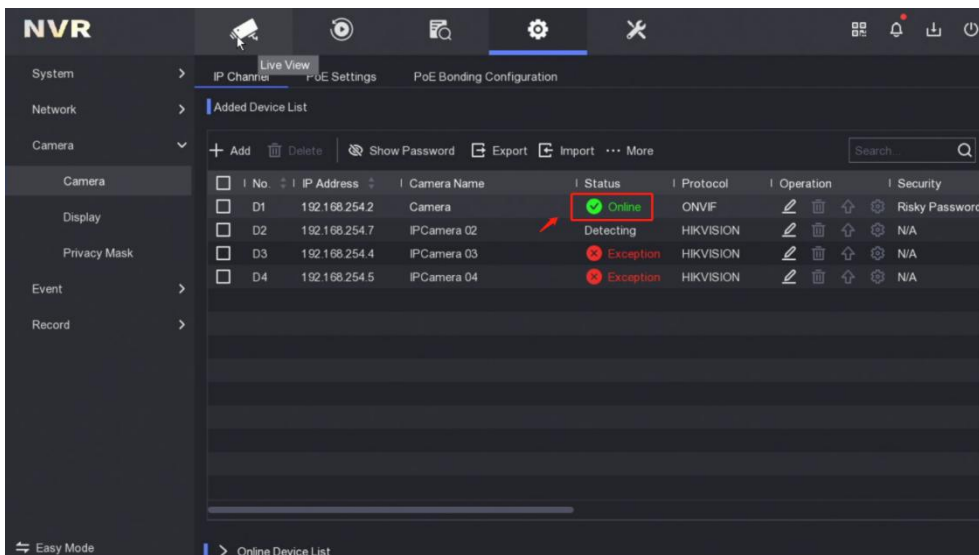 NVR
Live View
System
Network
Camera
Camera
Display
Privacy Mask
Event
Record
Easy Mode
IP Channel PoE Settings PoE Bonding Configuration
Added Device List
Add Delete Show Password Export Import ··· More Search...
No. IP Address Camera Name Status Protocol Operation Security
D1 192.168.254.2 Camera Online ONVIF Risky Password
D2 192.168.254.7 IPCamera 02 Detecting HIKVISION N/A
D3 192.168.254.4 IPCamera 03 Exception HIKVISION N/A
D4 192.168.254.5 IPCamera 04 Exception HIKVISION N/A
Online Device List